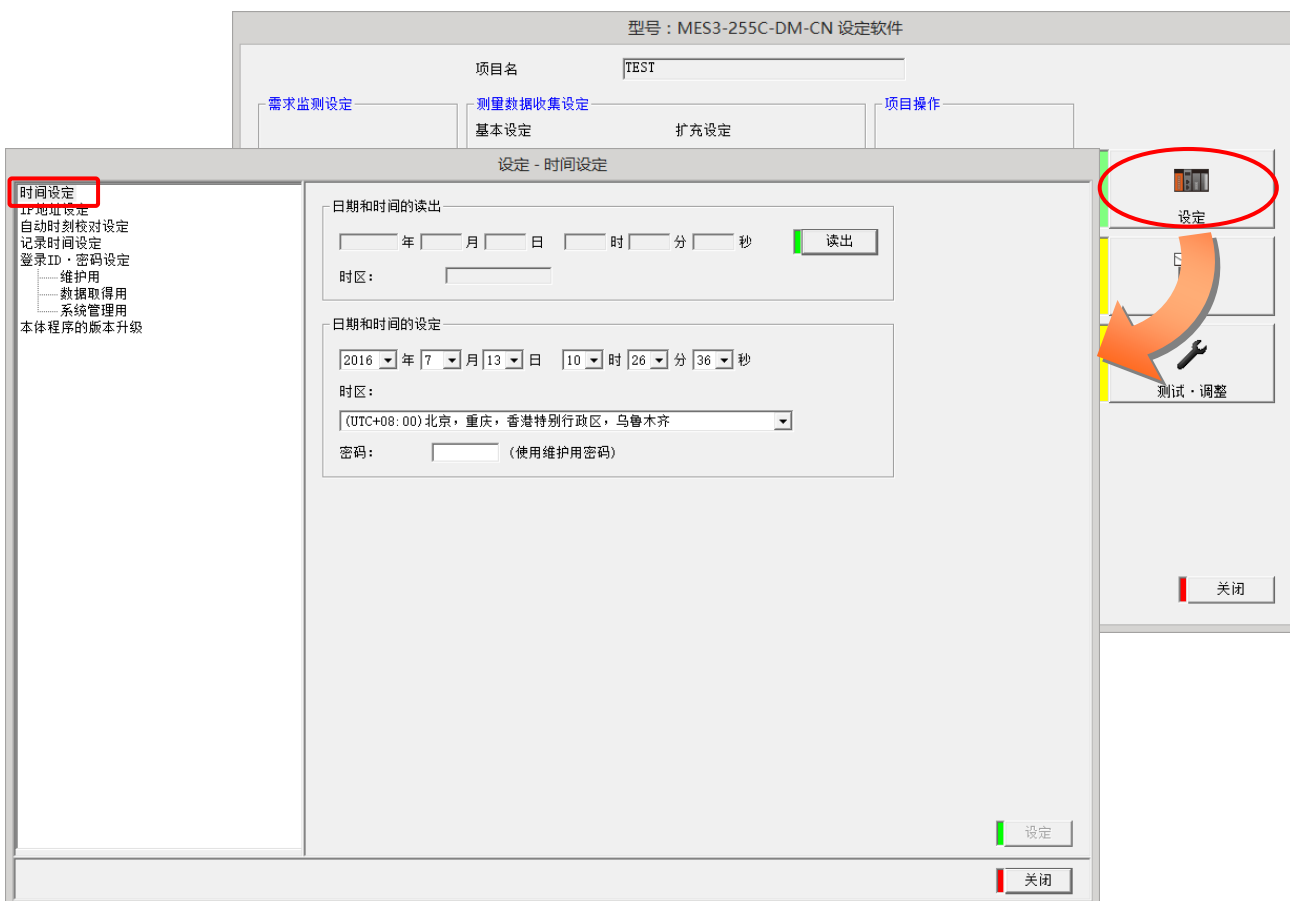 型号：MES3-255C-DM-CN 设定软件
项目名 TEST
需求监测设定 测量数据收集设定 项目操作
基本设定 扩充设定
设定
测试・调整
关闭
设定 - 时间设定
时间设定
IP地址设定
自动时刻校对设定
记录时间设定
登录ID・密码设定
维护用
数据取得用
系统管理用
本体程序的版本升级
日期和时间的读出
年 月 日 时 分 秒 读出
时区：
日期和时间的设定
2016 年 7 月 13 日 10 时 26 分 36 秒
时区：
(UTC+08:00)北京，重庆，香港特别行政区，乌鲁木齐
密码： (使用维护用密码)
设定
关闭